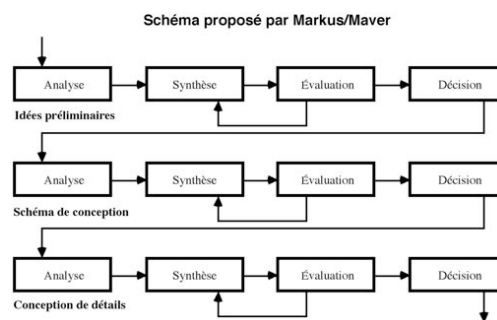 Schéma proposé par Markus/Maver
Analyse Synthèse Évaluation Décision
Idées préliminaires
Analyse Synthèse Évaluation Décision
Schéma de conception
Analyse Synthèse Évaluation Décision
Conception de détails